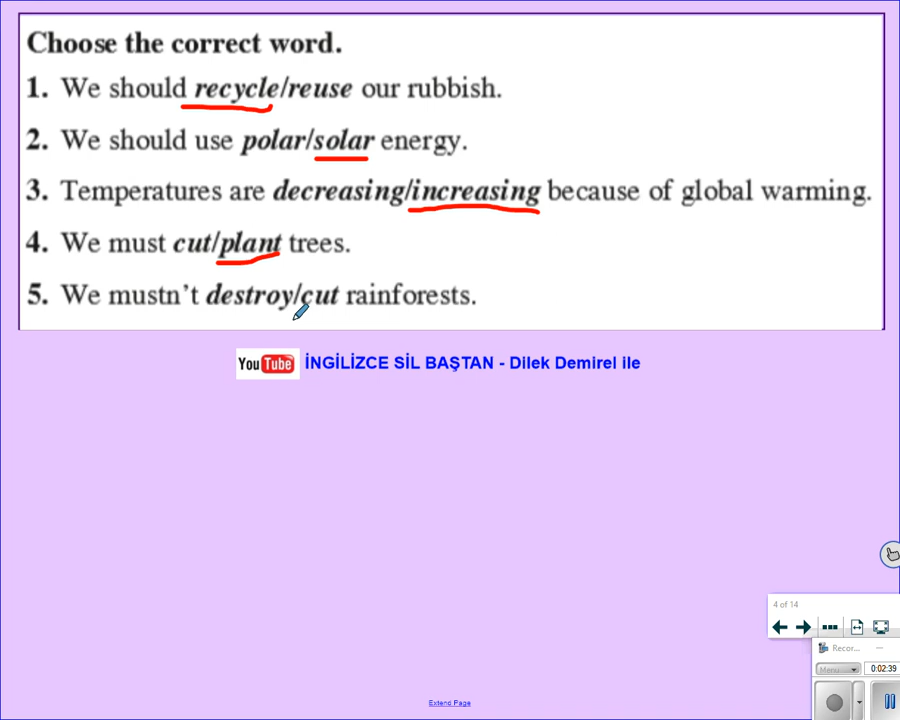 Choose the correct word.
1. We should recycle/reuse our rubbish.
2. We should use polar/solar energy.
3. Temperatures are decreasing/increasing because of global warming.
4. We must cut/plant trees.
5. We mustn't destroy/cut rainforests.
YouTube İNGİLİZCE SİL BAŞTAN - Dilek Demirel ile
4 of 14
Recor...
Menu
0:02:39
Extend Page